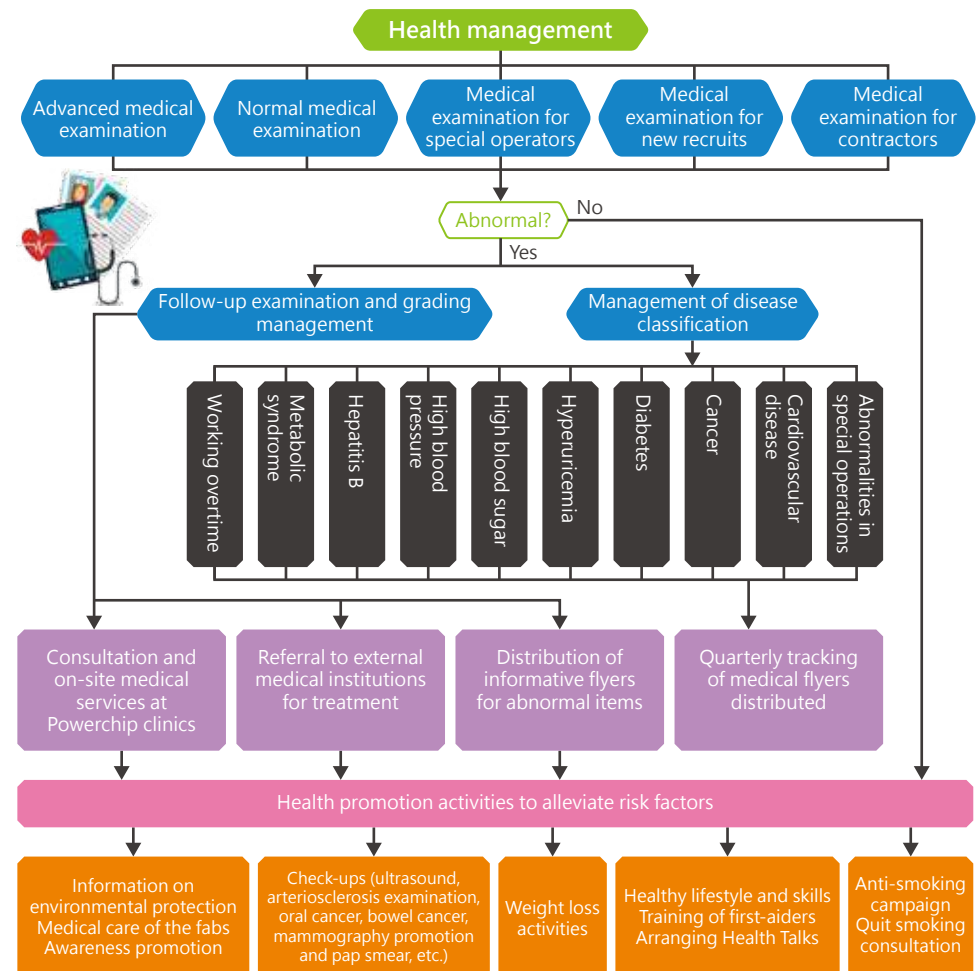 Health management
Advanced medical
examination
Normal medical
examination
Medical
examination for
special operators
Medical
examination for
new recruits
Medical
examination for
contractors
Abnormal?
No
Yes
Follow-up examination and grading
management
Management of disease
classification
Working overtime
Metabolic
syndrome
Hepatitis B
High blood
pressure
High blood sugar
Hyperuricemia
Diabetes
Cancer
Cardiovascular
disease
Abnormalities in
special operations
Consultation and
on-site medical
services at
Powerchip clinics
Referral to external
medical institutions
for treatment
Distribution of
informative flyers
for abnormal items
Quarterly tracking
of medical flyers
distributed
Health promotion activities to alleviate risk factors
Information on
environmental protection
Medical care of the fabs
Awareness promotion
Check-ups (ultrasound,
arteriosclerosis examination,
oral cancer, bowel cancer,
mammography promotion
and pap smear, etc.)
Weight loss
activities
Healthy lifestyle and skills
Training of first-aiders
Arranging Health Talks
Anti-smoking
campaign
Quit smoking
consultation